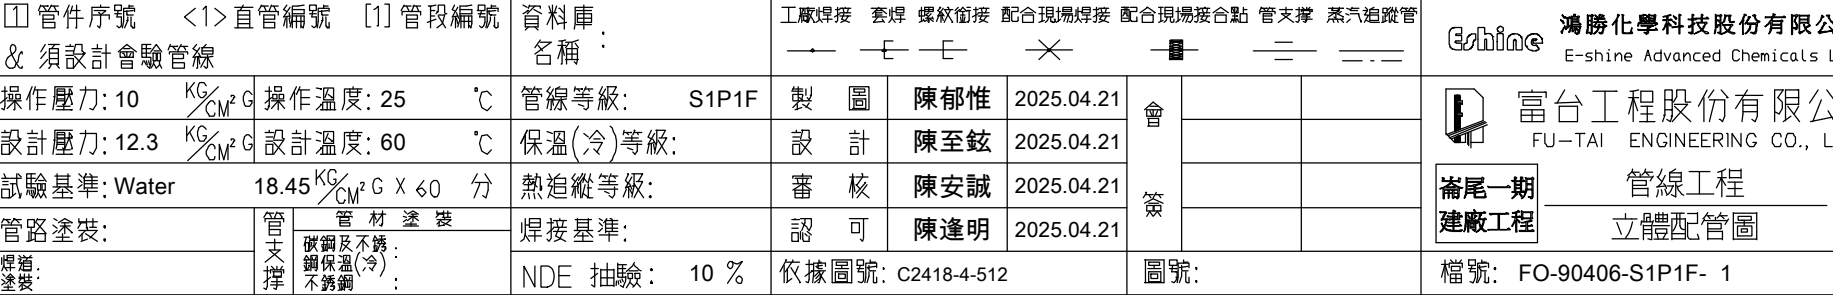 1 管件序號 <1>直管編號 [1] 管段編號
& 須設計會驗管線
資料庫
名稱 :
工廠焊接 套焊 螺紋銜接 配合現場焊接 配合現場接合點 管支撐 蒸汽追蹤管
Eshine 鴻勝化學科技股份有限公
E-shine Advanced Chemicals L
操作壓力: 10 KG/CM² G 操作溫度: 25 °C 管線等級: S1P1F 製 圖 陳郁惟 2025.04.21
設計壓力: 12.3 KG/CM² G 設計溫度: 60 °C 保溫(冷)等級: 設 計 陳至鉉 2025.04.21
試驗基準: Water 18.45 KG/CM² G X 60 分 熱追縱等級: 審 核 陳安誠 2025.04.21
管路塗裝: 焊接基準: 認 可 陳逢明 2025.04.21
會
簽
富台工程股份有限公
FU-TAI ENGINEERING CO., L
崙尾一期
建廠工程
管線工程
立體配管圖
焊道
塗裝:
管支撐
管 材 塗 裝
碳鋼及不銹 :
鋼保溫(冷)
不銹鋼 :
NDE 抽驗: 10 % 依據圖號: C2418-4-512 圖號: 檔號: FO-90406-S1P1F- 1